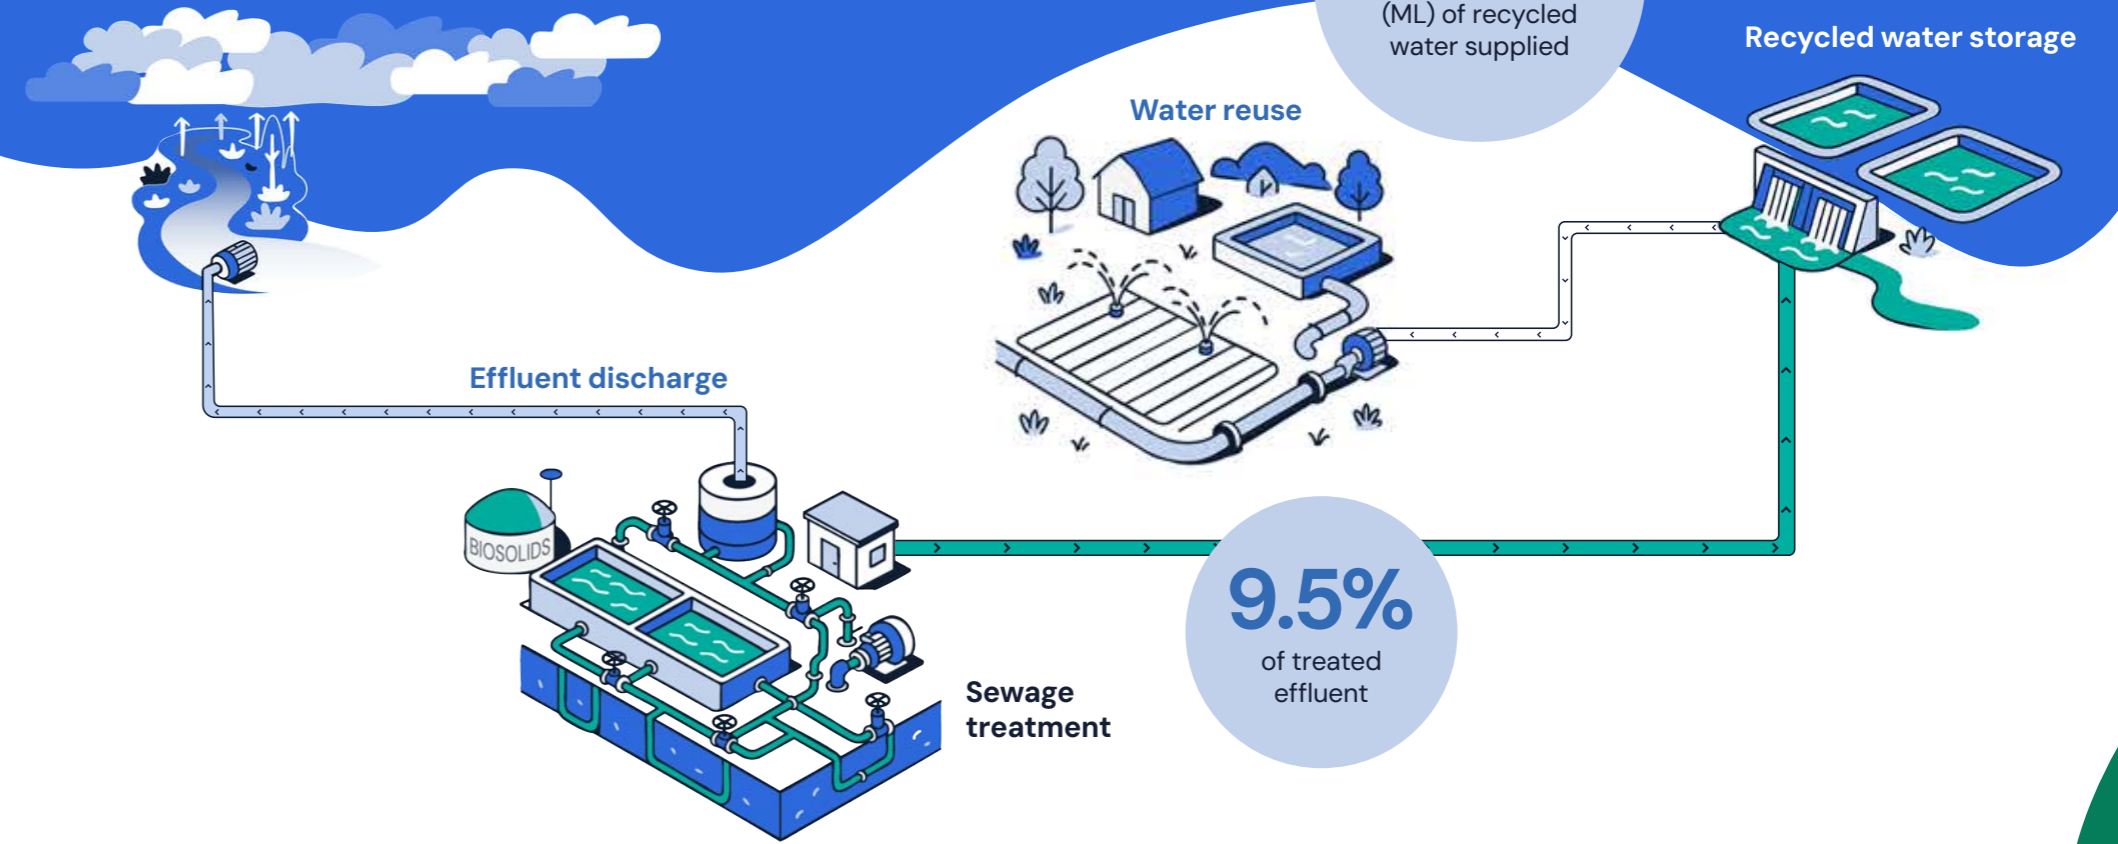 (ML) of recycled
water supplied
Recycled water storage
Water reuse
Effluent discharge
BIOSOLIDS
9.5%
of treated
effluent
Sewage
treatment